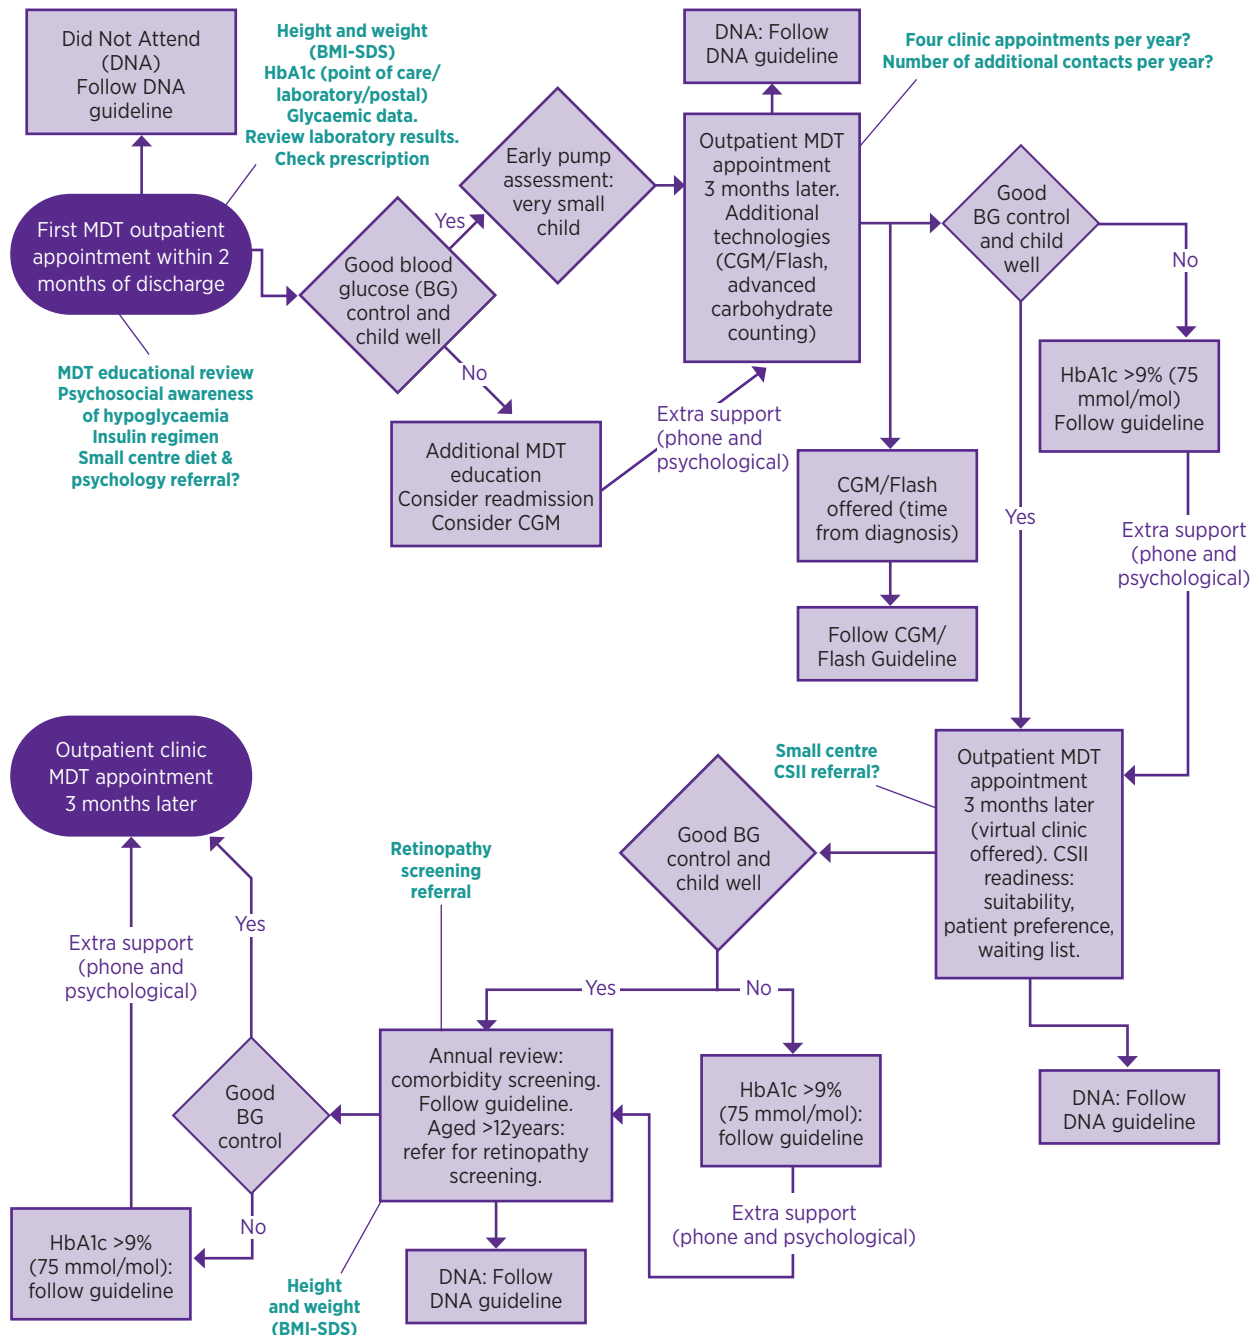 Did Not Attend
(DNA)
Follow DNA
guideline
Height and weight
(BMI-SDS)
HbA1c (point of care/
laboratory/postal)
Glycaemic data.
Review laboratory results.
Check prescription
First MDT outpatient
appointment within 2
months of discharge
MDT educational review
Psychosocial awareness
of hypoglycaemia
Insulin regimen
Small centre diet &
psychology referral?
Good blood
glucose (BG)
control and
child well
Yes
No
Early pump
assessment:
very small
child
Additional MDT
education
Consider readmission
Consider CGM
Extra support
(phone and
psychological)
DNA: Follow
DNA guideline
Four clinic appointments per year?
Number of additional contacts per year?
Outpatient MDT
appointment
3 months later.
Additional
technologies
(CGM/Flash,
advanced
carbohydrate
counting)
CGM/Flash
offered (time
from diagnosis)
Follow CGM/
Flash Guideline
Good
BG control
and child
well
No
Yes
HbA1c >9% (75
mmol/mol)
Follow guideline
Extra support
(phone and
psychological)
Outpatient MDT
appointment
3 months later
(virtual clinic
offered). CSII
readiness:
suitability,
patient preference,
waiting list.
Small centre
CSII referral?
DNA: Follow
DNA guideline
Good BG
control and
child well
Yes
No
HbA1c >9%
(75 mmol/mol):
follow guideline
Extra support
(phone and psychological)
Retinopathy
screening
referral
Annual review:
comorbidity screening.
Follow guideline.
Aged >12years:
refer for retinopathy
screening.
Height
and weight
(BMI-SDS)
DNA: Follow
DNA guideline
Good
BG
control
Yes
No
HbA1c >9%
(75 mmol/mol):
follow guideline
Extra support
(phone and
psychological)
Outpatient clinic
MDT appointment
3 months later